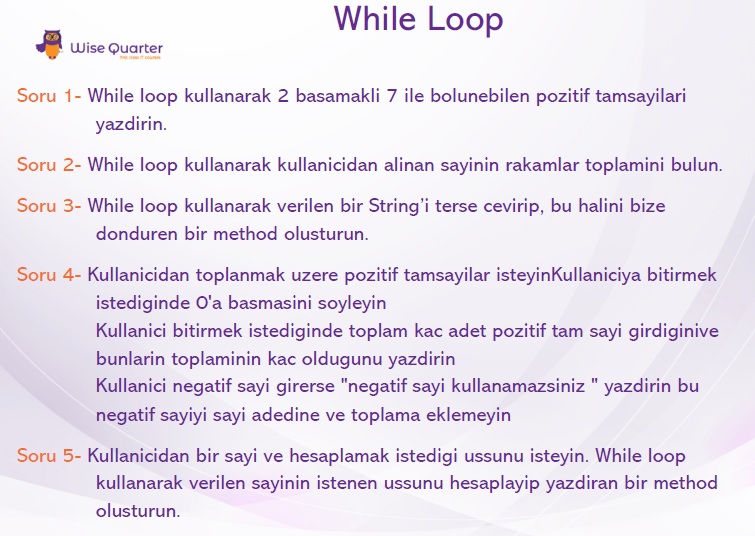 While Loop
Wise Quarter
Soru 1- While loop kullanarak 2 basamakli 7 ile bolunebilen pozitif tamsayilari
yazdirin.
Soru 2- While loop kullanarak kullanicidan alinan sayinin rakamlar toplamini bulun.
Soru 3- While loop kullanarak verilen bir String’i terse cevirip, bu halini bize
donduren bir method olusturun.
Soru 4- Kullanicidan toplanmak uzere pozitif tamsayilar isteyinKullaniciya bitirmek
istediginde 0'a basmasini soyleyin
Kullanici bitirmek istediginde toplam kac adet pozitif tam sayi girdiginive
bunlarin toplaminin kac oldugunu yazdirin
Kullanici negatif sayi girerse "negatif sayi kullanamazsiniz " yazdirin bu
negatif sayiyi sayi adedine ve toplama eklemeyin
Soru 5- Kullanicidan bir sayi ve hesaplamak istedigi ussunu isteyin. While loop
kullanarak verilen sayinin istenen ussunu hesaplayip yazdiran bir method
olusturun.